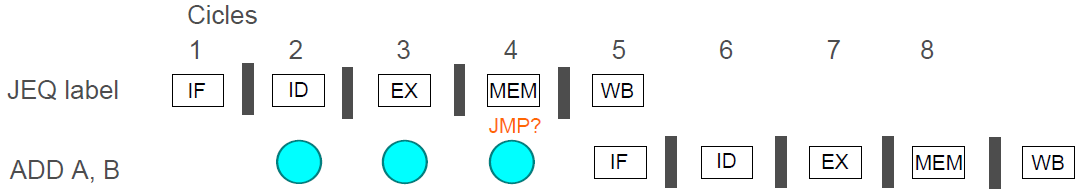 Cicles
1 2 3 4 5 6 7 8
JEQ label IF ID EX MEM WB
JMP?
ADD A, B IF ID EX MEM WB